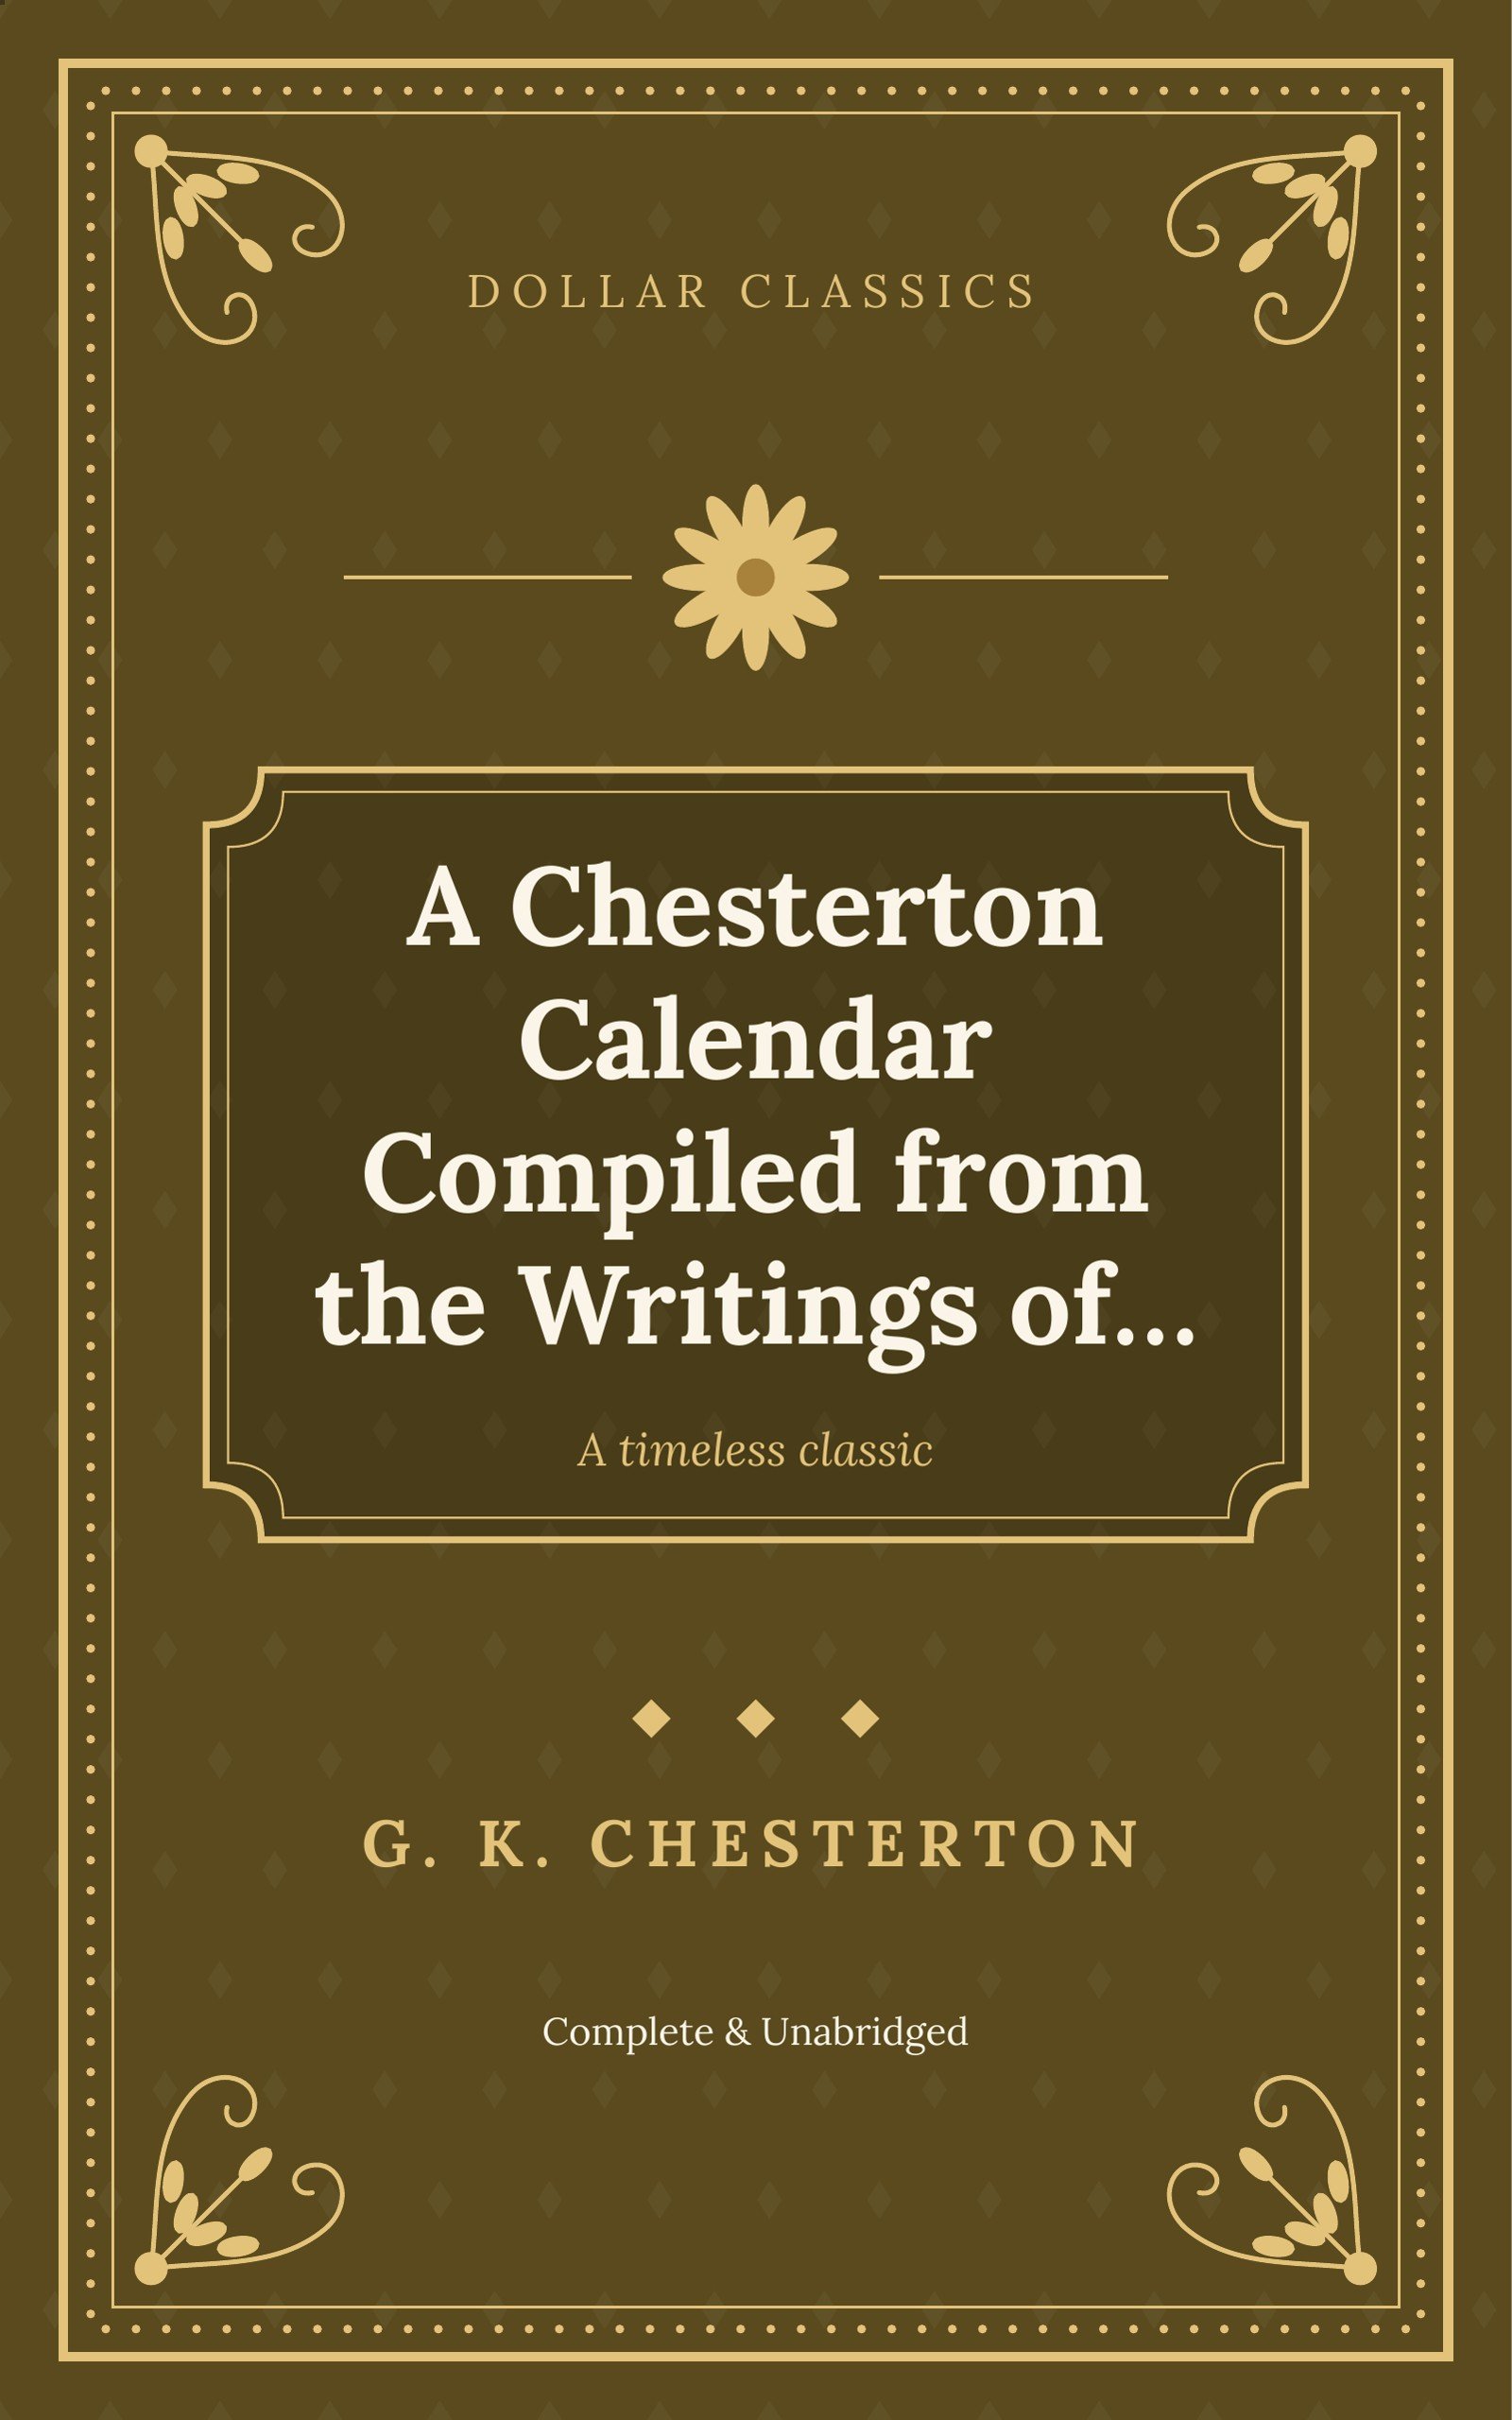 DOLLAR CLASSICS
A Chesterton
Calendar
Compiled from
the Writings of...
A timeless classic
G. K. CHESTERTON
Complete & Unabridged